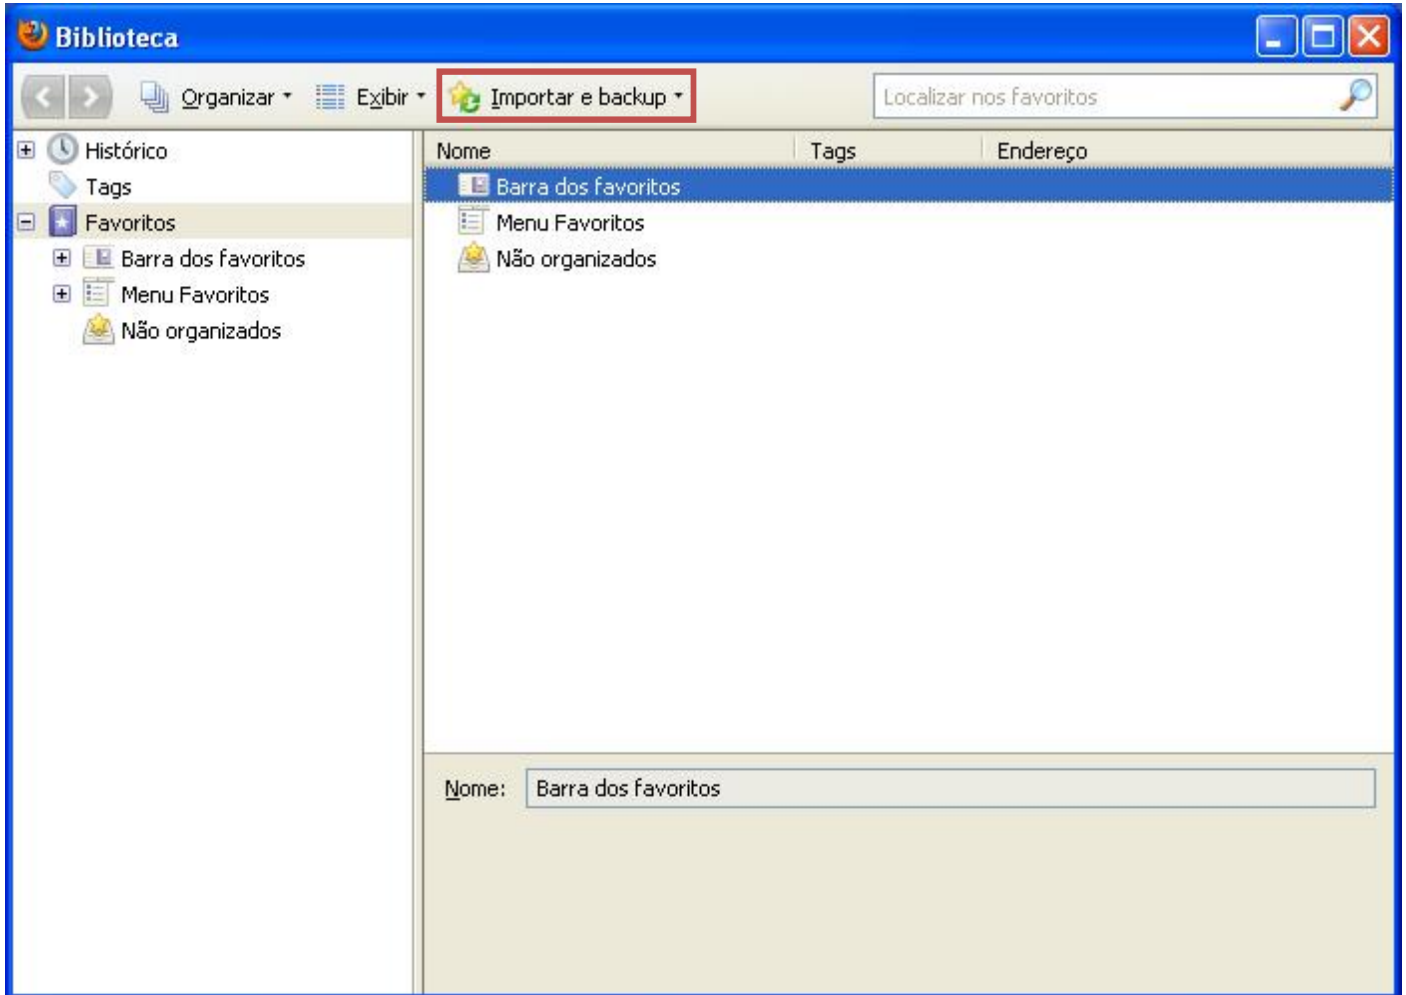 Biblioteca
Organizar Exibir Importar e backup Localizar nos favoritos
Histórico
Tags
Favoritos
Barra dos favoritos
Menu Favoritos
Não organizados
Nome Tags Endereço
Barra dos favoritos
Menu Favoritos
Não organizados
Nome: Barra dos favoritos